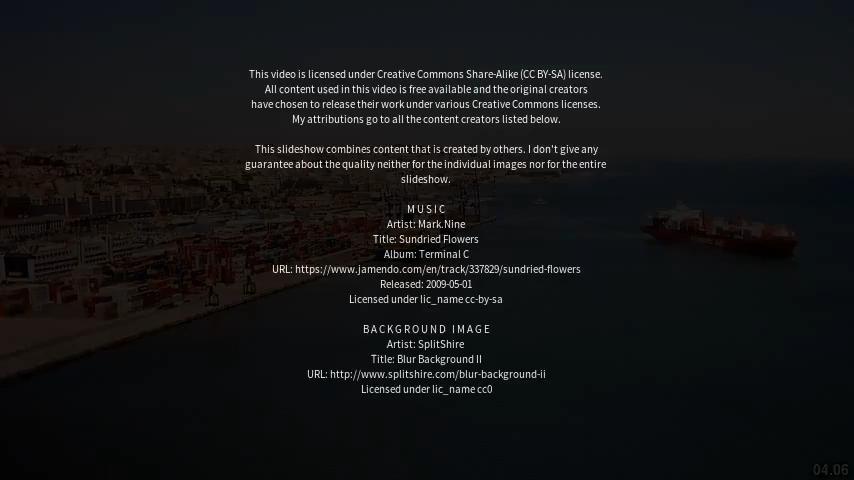 This video is licensed under Creative Commons Share-Alike (CC BY-SA) license.
All content used in this video is free available and the original creators
have chosen to release their work under various Creative Commons licenses.
My attributions go to all the content creators listed below.
This slideshow combines content that is created by others. I don't give any
guarantee about the quality neither for the individual images nor for the entire
slideshow.
MUSIC
Artist: Mark.Nine
Title: Sundried Flowers
Album: Terminal C
URL: https://www.jamendo.com/en/track/337829/sundried-flowers
Released: 2009-05-01
Licensed under lic_name cc-by-sa
BACKGROUND IMAGE
Artist: SplitShire
Title: Blur Background II
URL: http://www.splitshire.com/blur-background-ii
Licensed under lic_name cc0
04.06